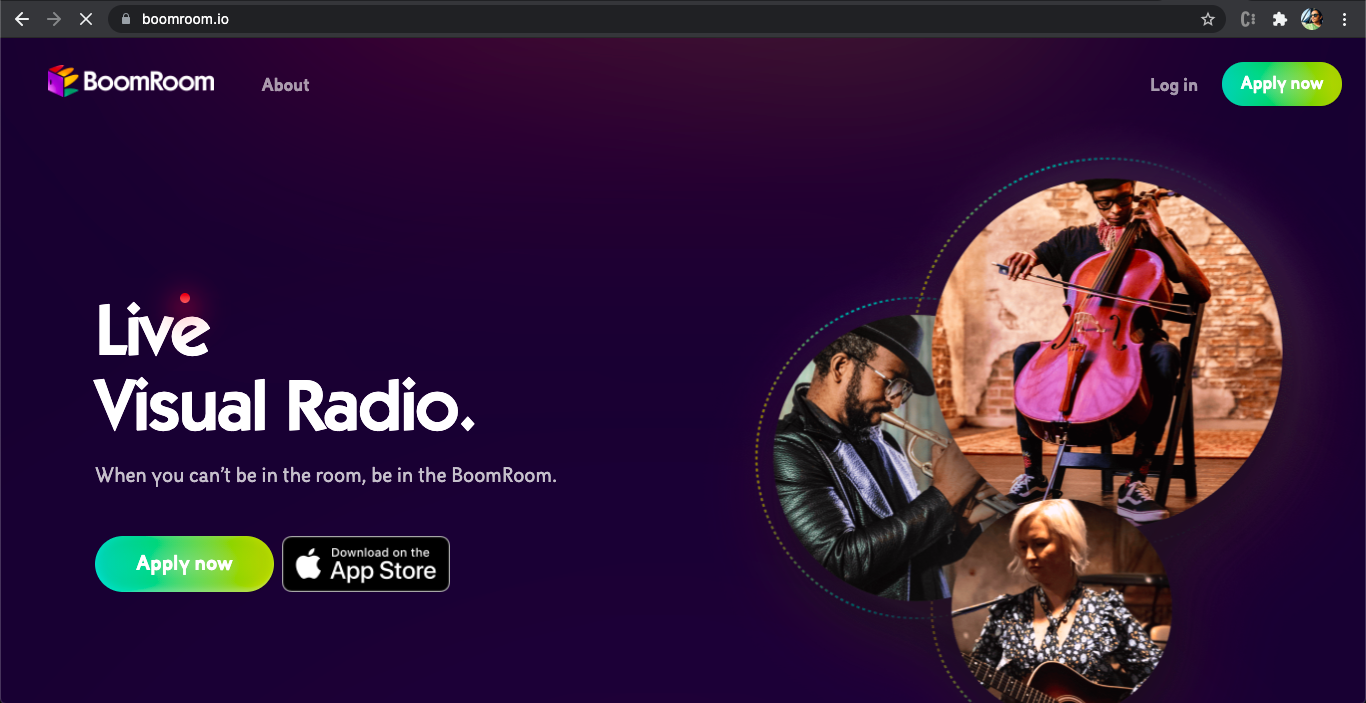 boomroom.io
BoomRoom
About
Log in
Apply now
Live
Visual Radio.
When you can’t be in the room, be in the BoomRoom.
Apply now
Download on the
App Store